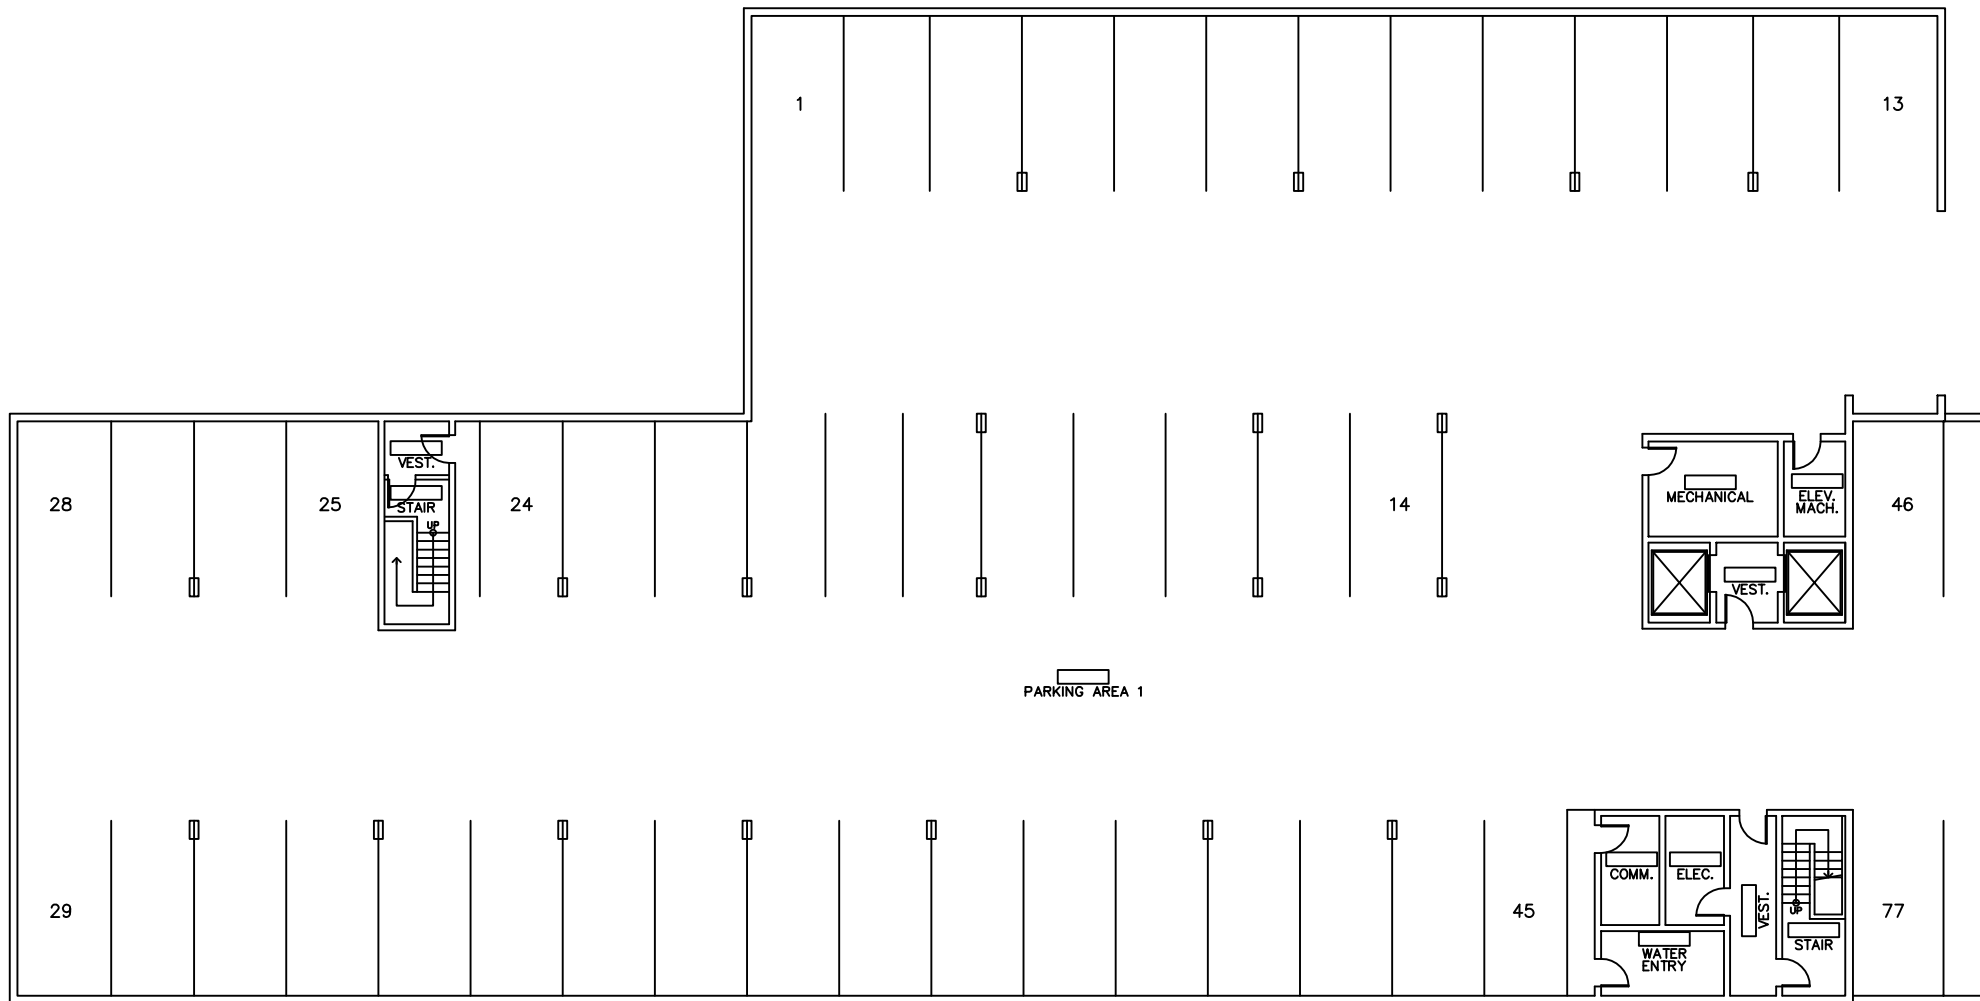 1
13
28
25
VEST.
STAIR
UP
24
14
MECHANICAL
ELEV.
MACH.
46
VEST.
PARKING AREA 1
29
45
COMM.
ELEC.
VEST.
UP
STAIR
WATER
ENTRY
77